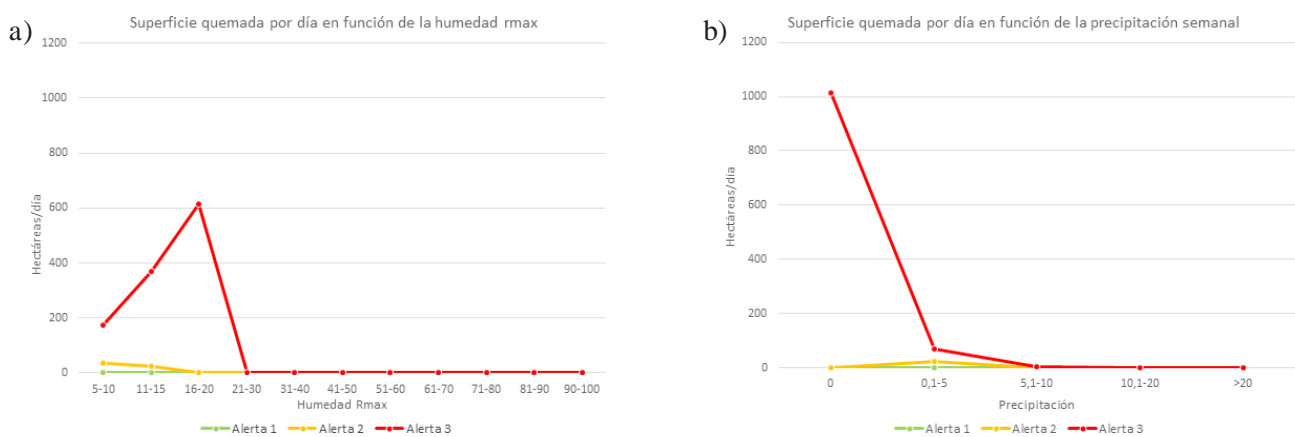 a)
Superficie quemada por día en función de la humedad rmax
1200
1000
800
600
400
200
0
Hectáreas/día
5-10 11-15 16-20 21-30 31-40 41-50 51-60 61-70 71-80 81-90 90-100
Humedad Rmax
Alerta 1 Alerta 2 Alerta 3
b)
Superficie quemada por día en función de la precipitación semanal
1200
1000
800
600
400
200
0
Hectáreas/día
0 0,1-5 5,1-10 10,1-20 >20
Precipitación
Alerta 1 Alerta 2 Alerta 3